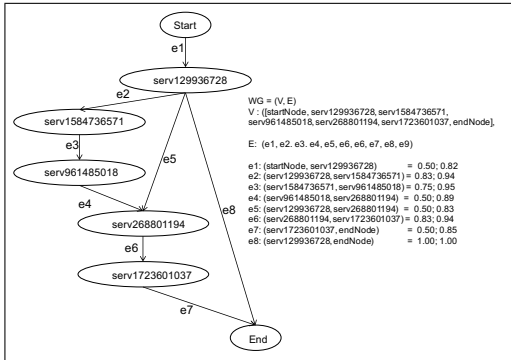 Start
e1
serv129936728
e2
serv1584736571
e3
e5
serv961485018
e4
e8
serv268801194
e6
serv1723601037
e7
End
WG = (V, E)
V : ([startNode, serv129936728, serv1584736571,
serv961485018, serv268801194, serv1723601037, endNode],
E: (e1, e2. e3. e4, e5, e6, e6, e7, e8, e9)
e1: (startNode, serv129936728) = 0.50; 0.82
e2: (serv129936728, serv1584736571) = 0.83; 0.94
e3: (serv1584736571, serv961485018) = 0.75; 0.95
e4: (serv961485018, serv268801194) = 0.50; 0.89
e5: (serv129936728, serv268801194) = 0.50; 0.83
e6: (serv268801194, serv1723601037) = 0.83; 0.94
e7: (serv1723601037, endNode) = 0.50; 0.85
e8: (serv129936728, endNode) = 1.00; 1.00